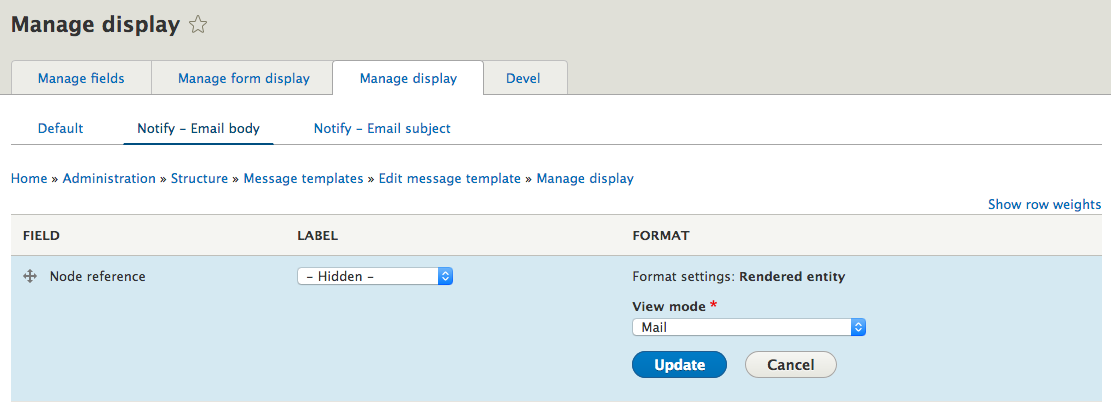 Manage display
Manage fields Manage form display Manage display Devel
Default Notify – Email body Notify – Email subject
Home » Administration » Structure » Message templates » Edit message template » Manage display
Show row weights
FIELD LABEL FORMAT
Node reference – Hidden – Format settings: Rendered entity
View mode *
Mail
Update Cancel